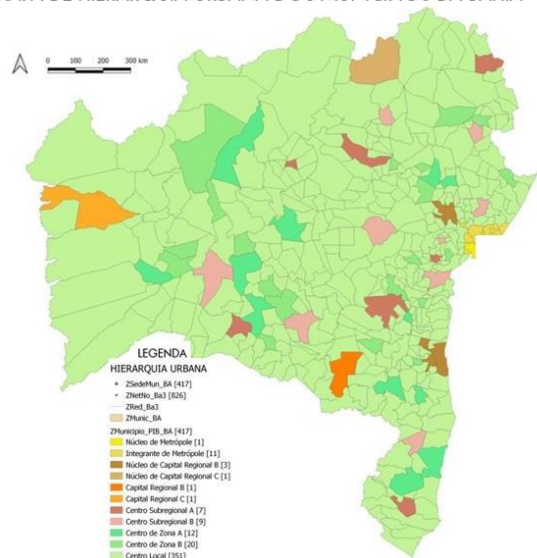 0 100 200 300 km
LEGENDA
HIERARQUIA URBANA
ZSedeMun_BA [417]
ZNetNo_Ba3 [826]
ZRed_Ba3
ZMunic_BA
ZMunicipio_PIB_BA [417]
Núcleo de Metrópole [1]
Integrante de Metrópole [11]
Núcleo de Capital Regional B [3]
Núcleo de Capital Regional C [1]
Capital Regional B [1]
Capital Regional C [1]
Centro Subregional A [7]
Centro Subregional B [9]
Centro de Zona A [12]
Centro de Zona B [20]
Centro Local [351]